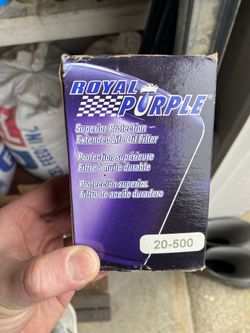 ROYAL
PURPLE
Superior Protection
Extended Life Oil Filter
Protection supérieure
Filtre à huile durable
Protección superior
Filtro de aceite duradero
20-500